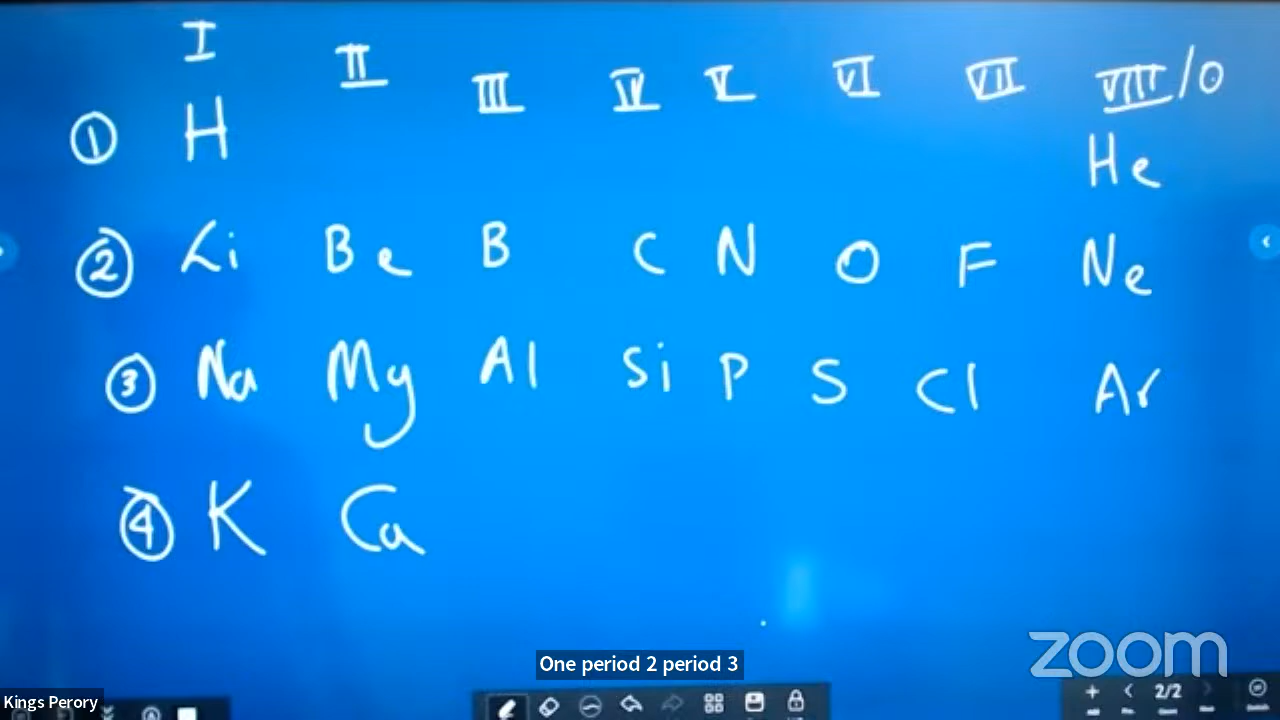 I II III IV V VI VII VIII/0
① H He
② Li Be B C N O F Ne
③ Na Mg Al Si P S Cl Ar
④ K Ca
One period 2 period 3
zoom
Kings Perory
2/2